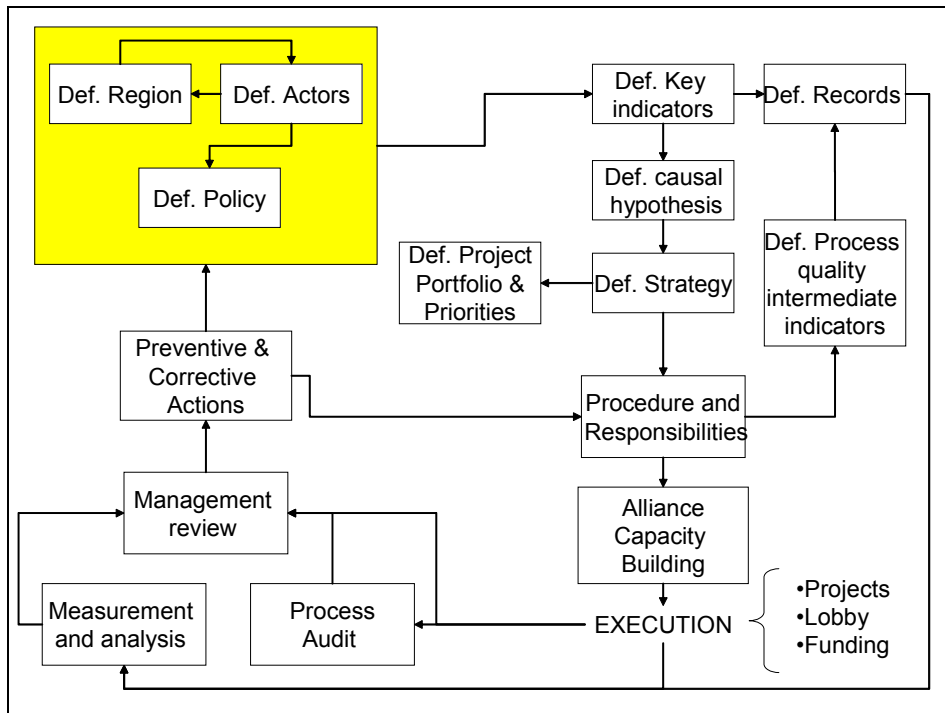 Def. Region
Def. Actors
Def. Policy
Def. Key
indicators
Def. Records
Def. causal
hypothesis
Def. Project
Portfolio &
Priorities
Def. Strategy
Def. Process
quality
intermediate
indicators
Preventive &
Corrective
Actions
Procedure and
Responsibilities
Management
review
Alliance
Capacity
Building
Measurement
and analysis
Process
Audit
EXECUTION
•Projects
•Lobby
•Funding